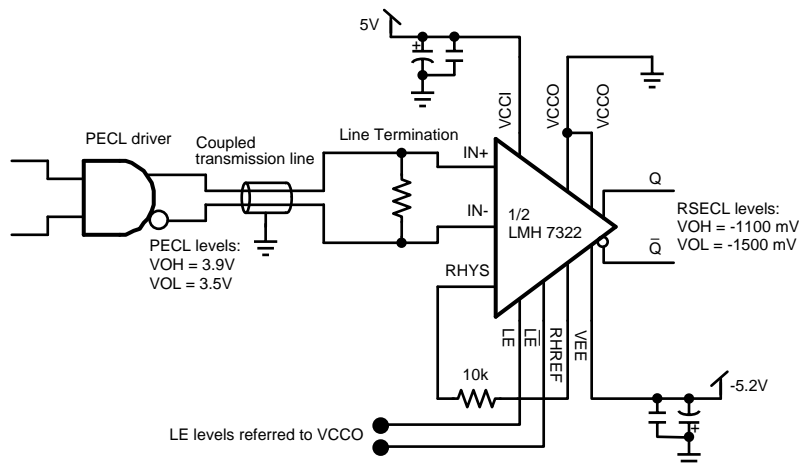 5V
VCCI
VCCO
VCCO
PECL driver
Coupled
transmission line
Line Termination
IN+
IN-
1/2
LMH 7322
RHYS
Q
Q̅
RSECL levels:
VOH = -1100 mV
VOL = -1500 mV
PECL levels:
VOH = 3.9V
VOL = 3.5V
LE
L̅E̅
RHREF
VEE
10k
-5.2V
LE levels referred to VCCO
+
+